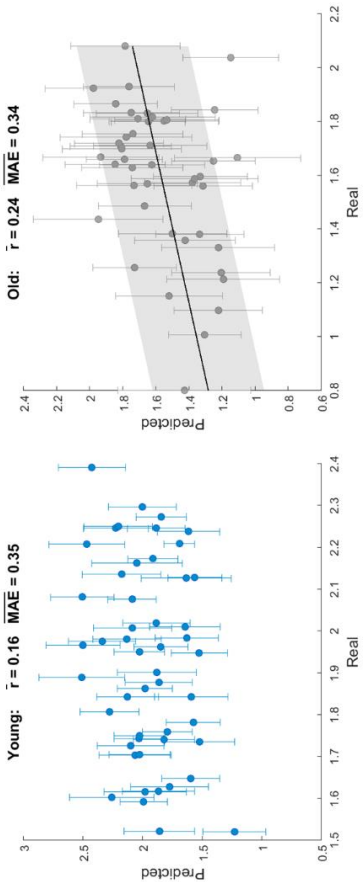 Young: r = 0.16 MAE = 0.35
3
2.5
2
1.5
1
0.5
Predicted
1.5 1.6 1.7 1.8 1.9 2 2.1 2.2 2.3 2.4
Real
Old: r = 0.24 MAE = 0.34
2.4
2.2
2
1.8
1.6
1.4
1.2
1
0.8
0.6
Predicted
0.8 1 1.2 1.4 1.6 1.8 2 2.2
Real